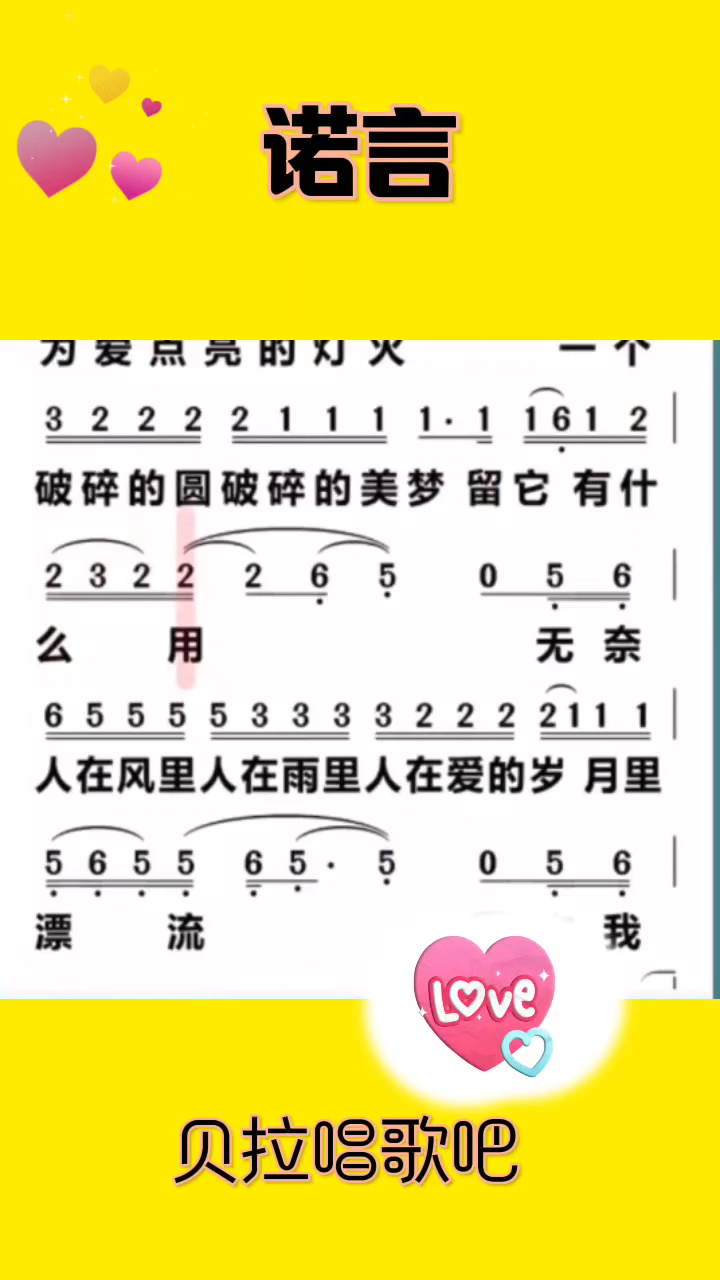 诺言
为爱点亮的灯火 一个
3 2 2 2 2 1 1 1 1· 1 1 6 1 2
破碎的圆破碎的美梦 留它 有什
2 3 2 2 2 6 5 0 5 6
么 用 无奈
6 5 5 5 5 3 3 3 3 2 2 2 2 1 1 1
人在风里人在雨里人在爱的岁 月里
5 6 5 5 6 5· 5 0 5 6
漂 流 我
Love
贝拉唱歌吧